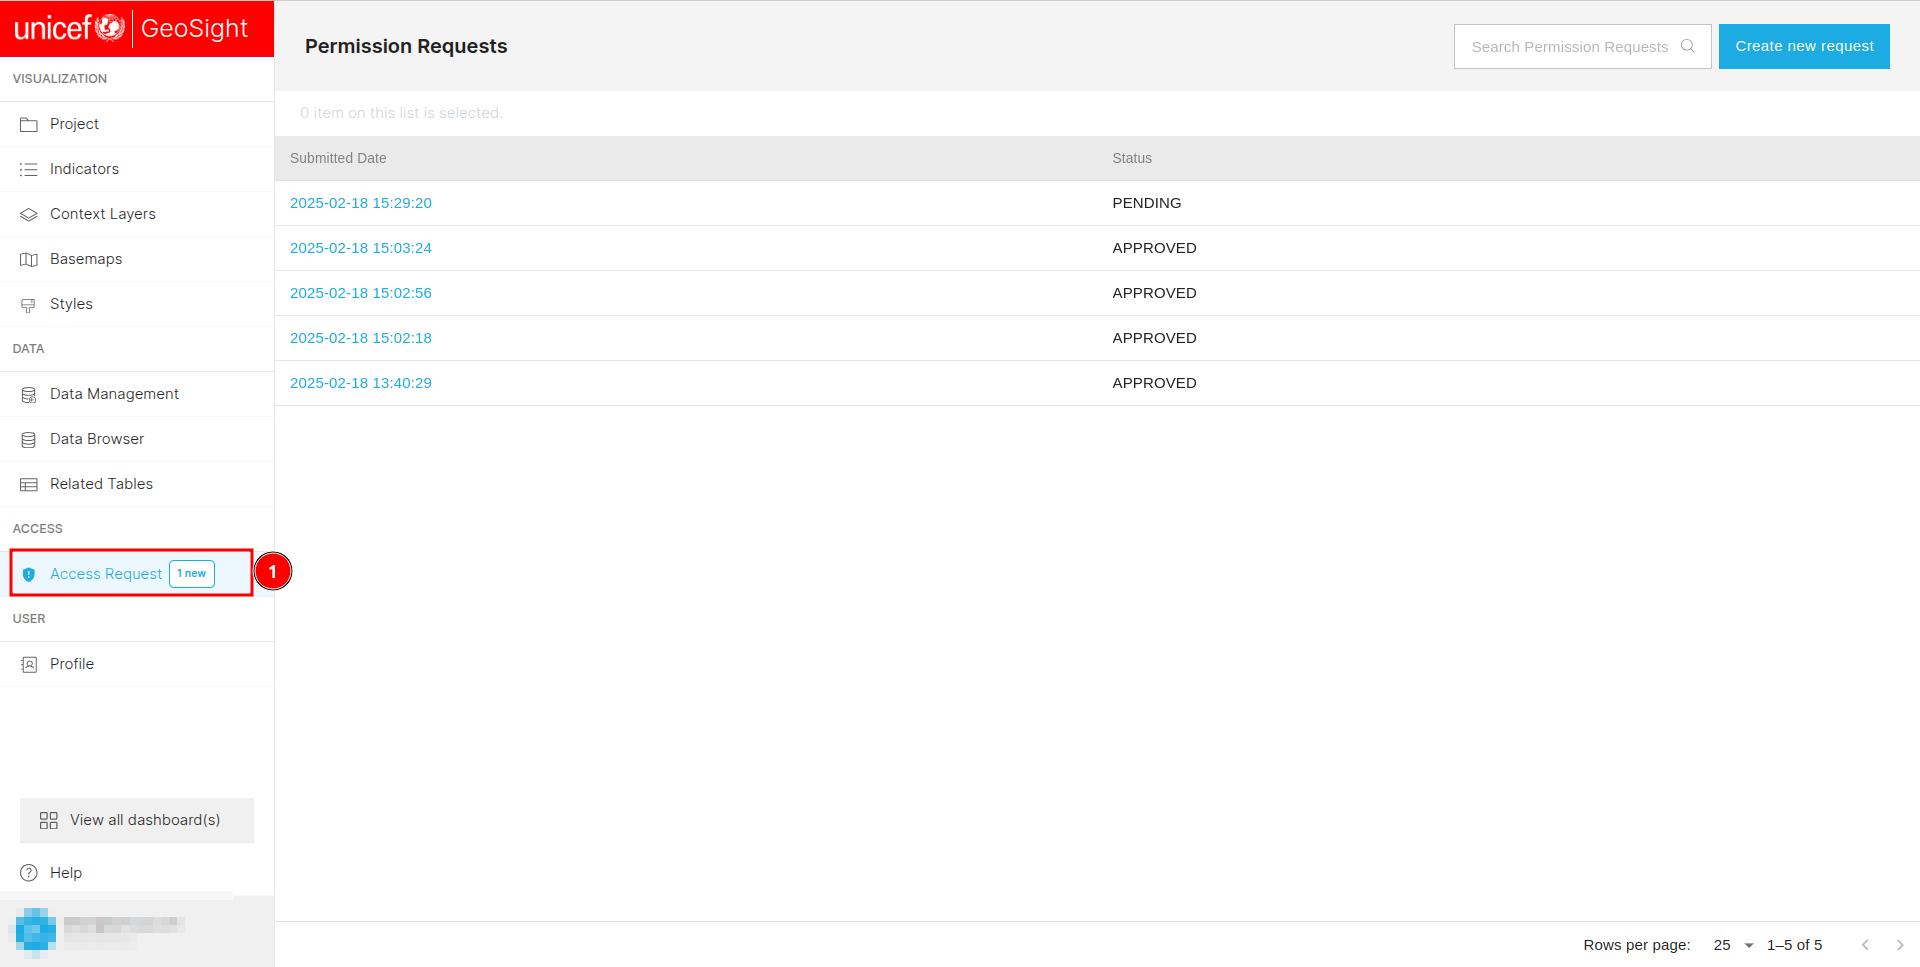 unicef GeoSight
VISUALIZATION
Project
Indicators
Context Layers
Basemaps
Styles
DATA
Data Management
Data Browser
Related Tables
ACCESS
Access Request 1 new
1
USER
Profile
View all dashboard(s)
Help
Permission Requests
Search Permission Requests
Create new request
0 item on this list is selected.
Submitted Date Status
2025-02-18 15:29:20 PENDING
2025-02-18 15:03:24 APPROVED
2025-02-18 15:02:56 APPROVED
2025-02-18 15:02:18 APPROVED
2025-02-18 13:40:29 APPROVED
Rows per page: 25 1–5 of 5